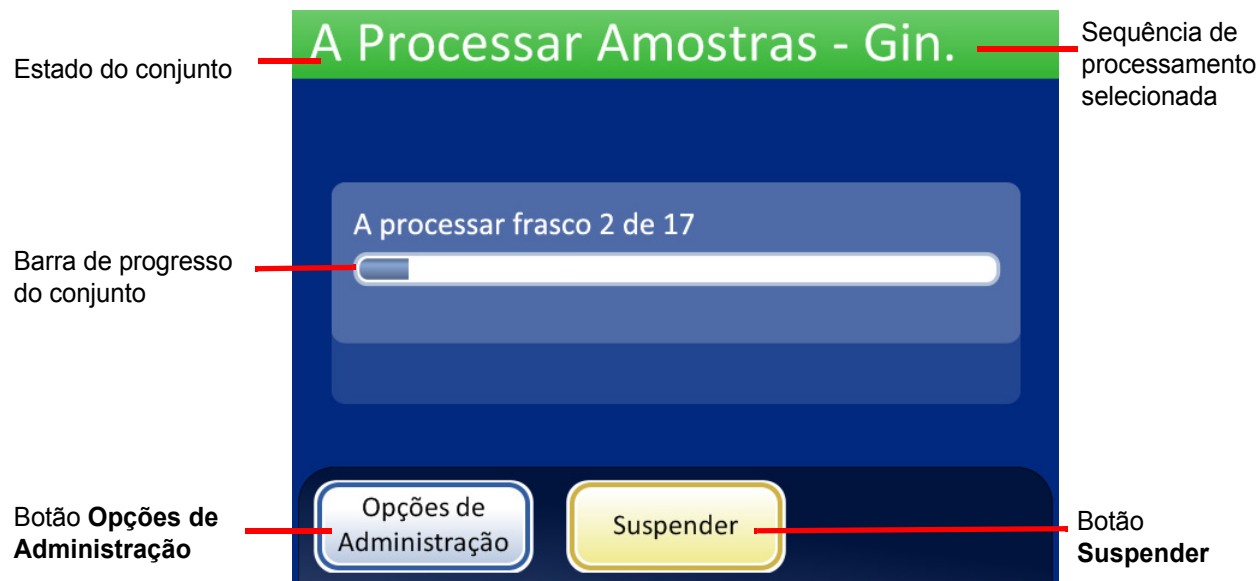 A Processar Amostras - Gin.
Estado do conjunto
Sequência de
processamento
selecionada
A processar frasco 2 de 17
Barra de progresso
do conjunto
Opções de
Administração
Suspender
Botão Opções de
Administração
Botão
Suspender